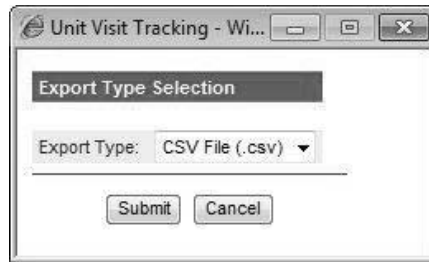 Unit Visit Tracking - Wi...
Export Type Selection
Export Type: CSV File (.csv)
Submit Cancel